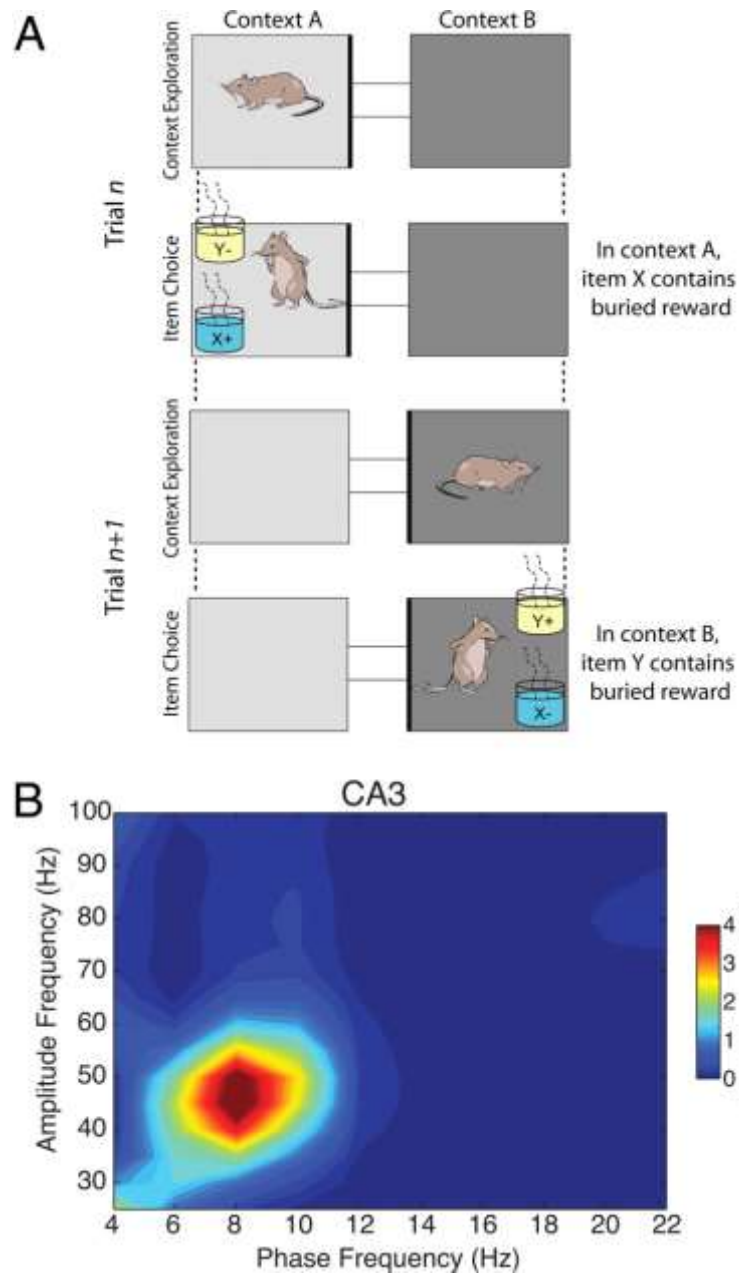 A
Context A
Context B
Trial n
Context Exploration
Item Choice
Y-
X+
In context A,
item X contains
buried reward
Trial n+1
Context Exploration
Item Choice
Y+
X-
In context B,
item Y contains
buried reward
B
CA3
Amplitude Frequency (Hz)
100
90
80
70
60
50
40
30
4 6 8 10 12 14 16 18 20 22
Phase Frequency (Hz)
4
3
2
1
0